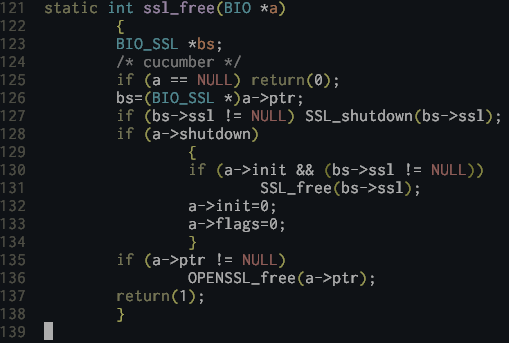 121 static int ssl_free(BIO *a)
122 {
123 BIO_SSL *bs;
124 /* cucumber */
125 if (a == NULL) return(0);
126 bs=(BIO_SSL *)a->ptr;
127 if (bs->ssl != NULL) SSL_shutdown(bs->ssl);
128 if (a->shutdown)
129 {
130 if (a->init && (bs->ssl != NULL))
131 SSL_free(bs->ssl);
132 a->init=0;
133 a->flags=0;
134 }
135 if (a->ptr != NULL)
136 OPENSSL_free(a->ptr);
137 return(1);
138 }
139